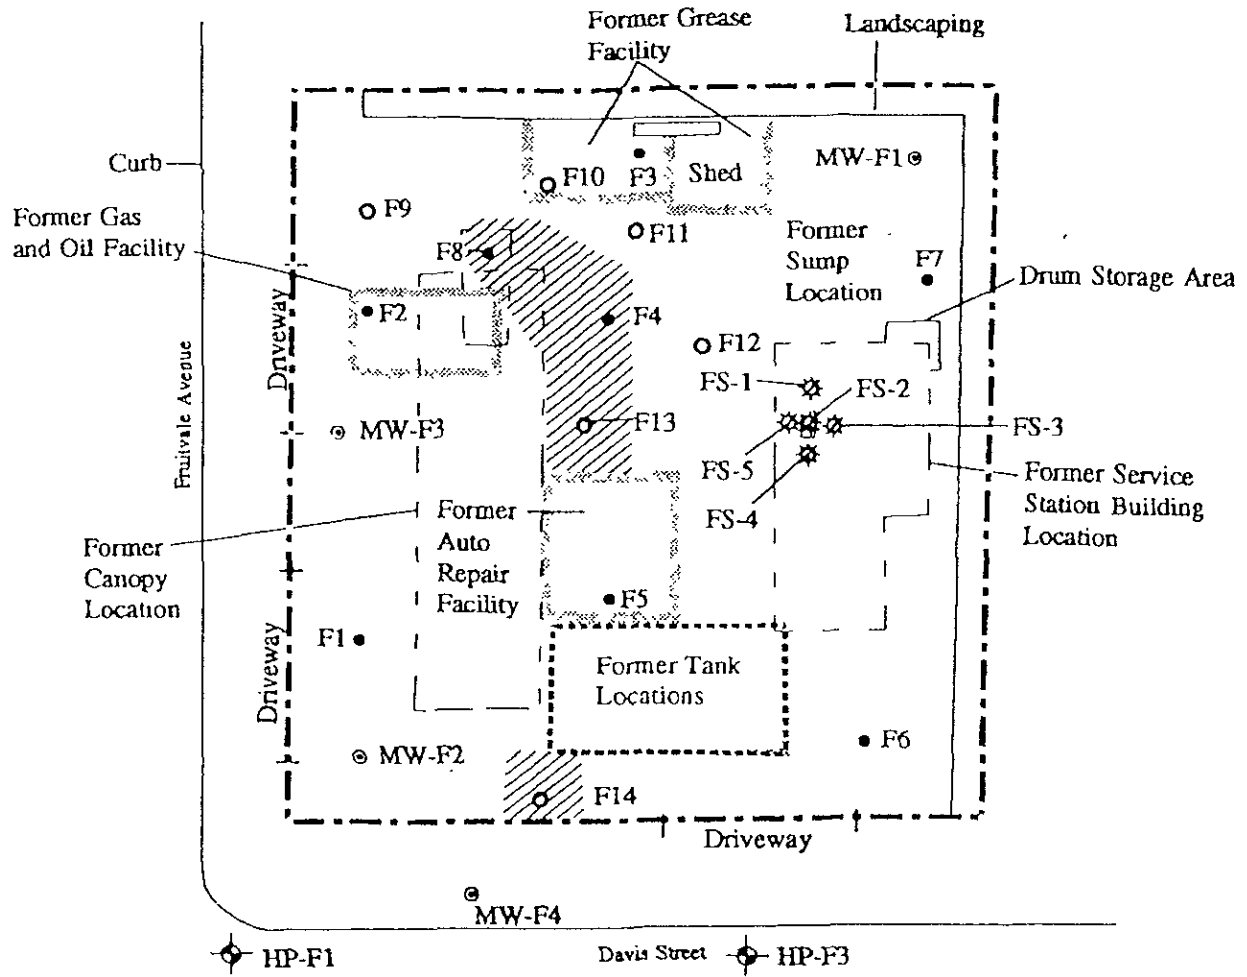 Former Grease
Facility
Landscaping
Curb
MW-F1
F10
F3
Shed
F9
Former Gas
and Oil Facility
F11
F8
Former
Sump
Location
F7
Drum Storage Area
Driveway
F2
F4
F12
FS-1
FS-2
Fruitvale Avenue
MW-F3
F13
FS-3
FS-5
FS-4
Former Service
Station Building
Location
Former
Auto
Repair
Facility
Former
Canopy
Location
F5
Driveway
F1
Former Tank
Locations
MW-F2
F6
F14
Driveway
MW-F4
HP-F1
Davis Street
HP-F3